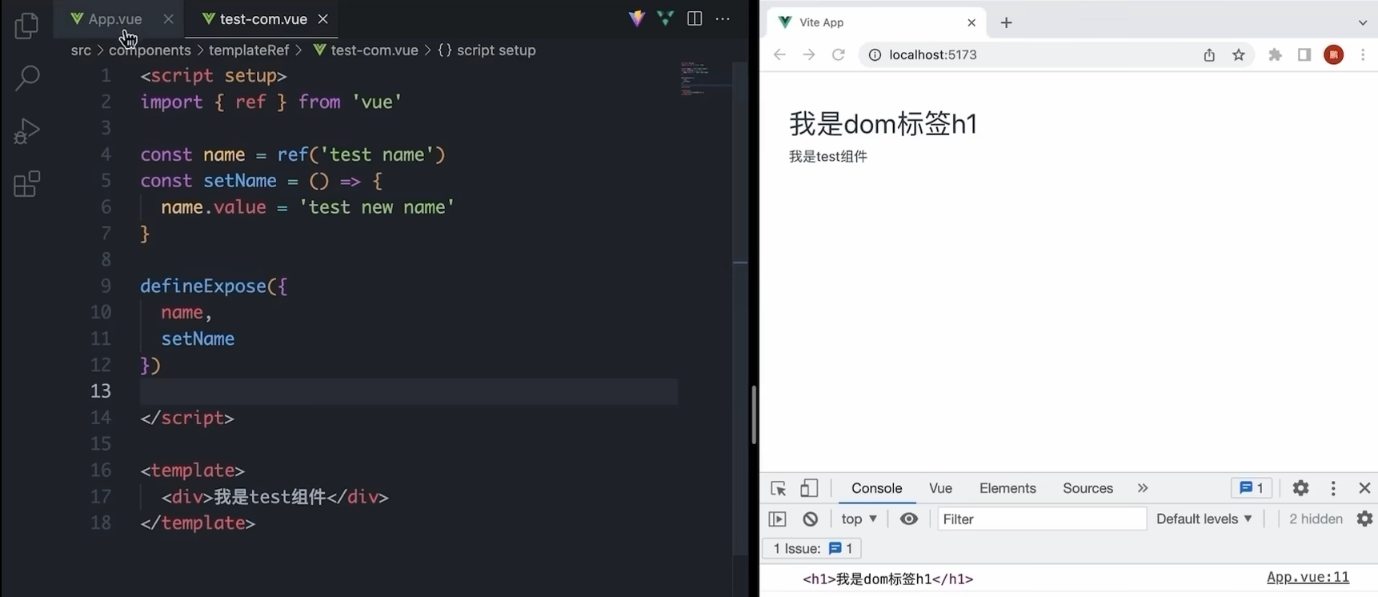 App.vue
test-com.vue
src > components > templateRef > test-com.vue > {} script setup
1 <script setup>
2 import { ref } from 'vue'
3
4 const name = ref('test name')
5 const setName = () => {
6 name.value = 'test new name'
7 }
8
9 defineExpose({
10 name,
11 setName
12 })
13
14 </script>
15
16 <template>
17 <div>我是test组件</div>
18 </template>
Vite App
localhost:5173
我是dom标签h1
我是test组件
Console Vue Elements Sources 1
top Filter Default levels 2 hidden
1 Issue: 1
<h1>我是dom标签h1</h1> App.vue:11